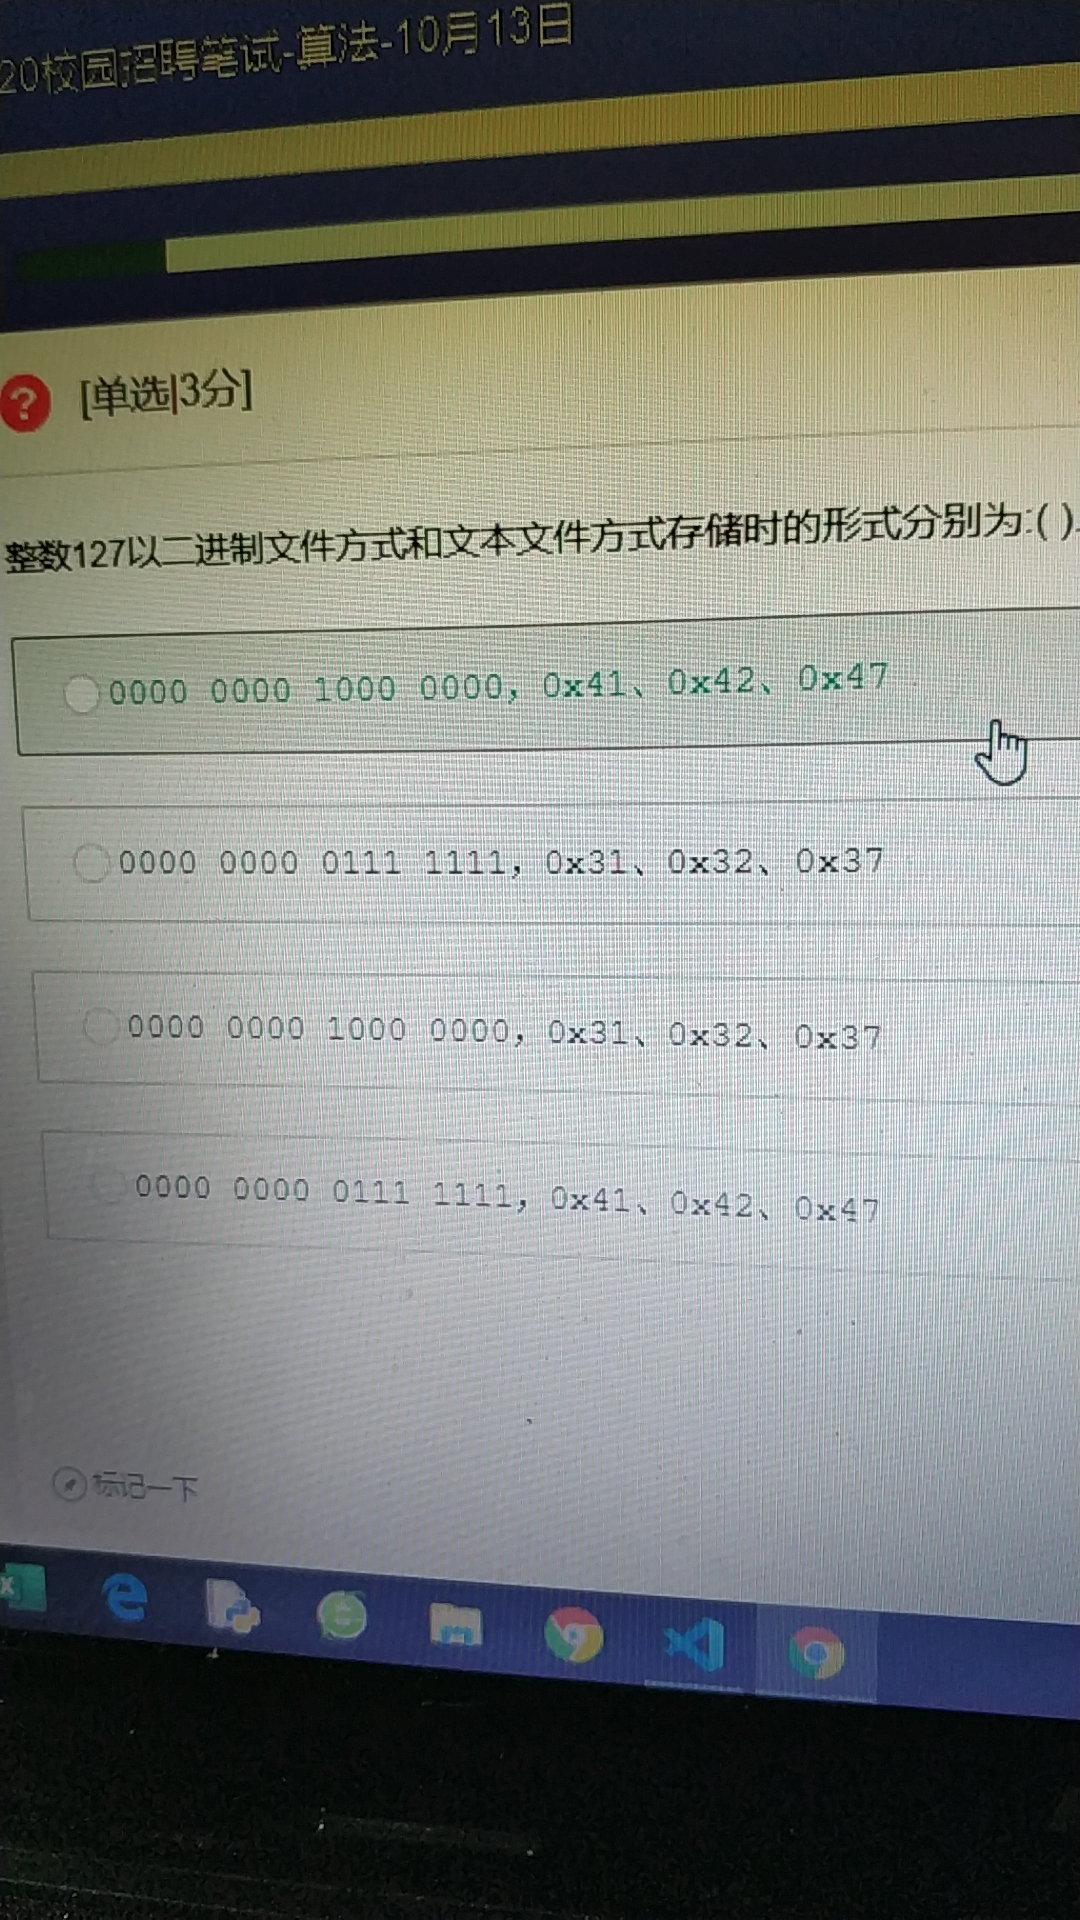 20校园招聘笔试-算法-10月13日
?
[单选|3分]
整数127以二进制文件方式和文本文件方式存储时的形式分别为:( ).
0000 0000 1000 0000, 0x41、0x42、0x47
0000 0000 0111 1111, 0x31、0x32、0x37
0000 0000 1000 0000, 0x31、0x32、0x37
0000 0000 0111 1111, 0x41、0x42、0x47
标记一下